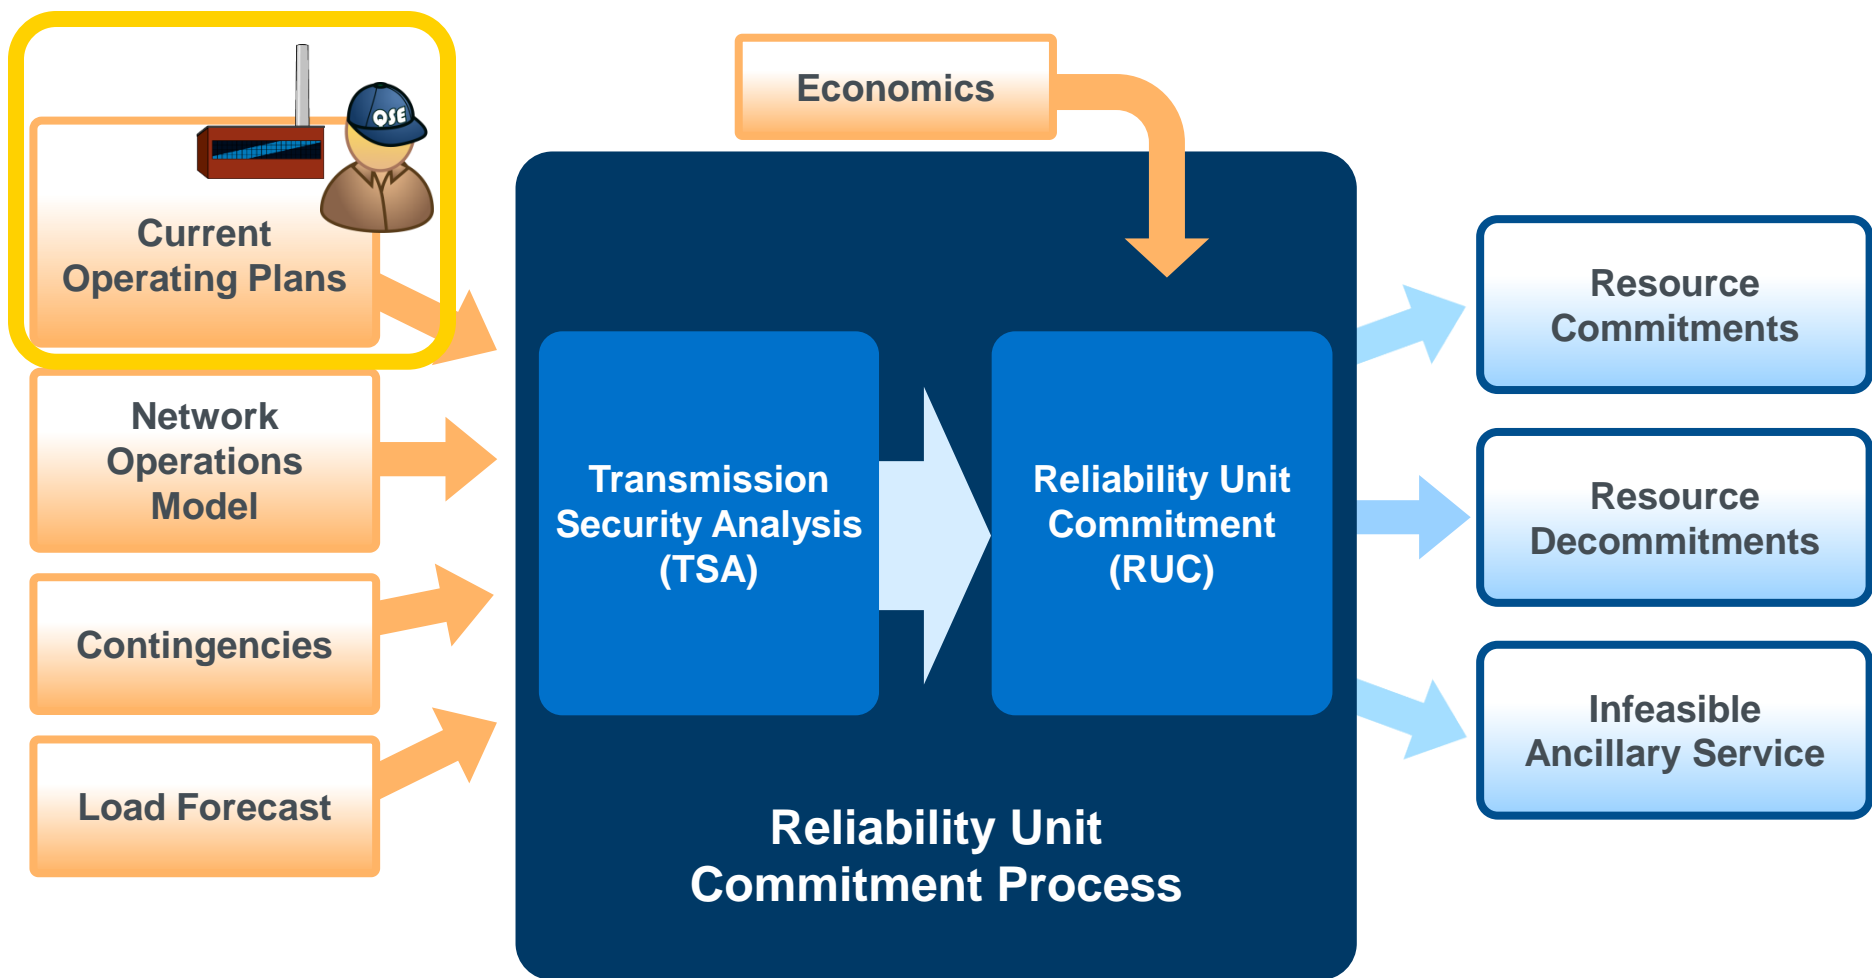 QSE
Current
Operating Plans
Network
Operations
Model
Contingencies
Load Forecast
Economics
Transmission
Security Analysis
(TSA)
Reliability Unit
Commitment
(RUC)
Reliability Unit
Commitment Process
Resource
Commitments
Resource
Decommitments
Infeasible
Ancillary Service